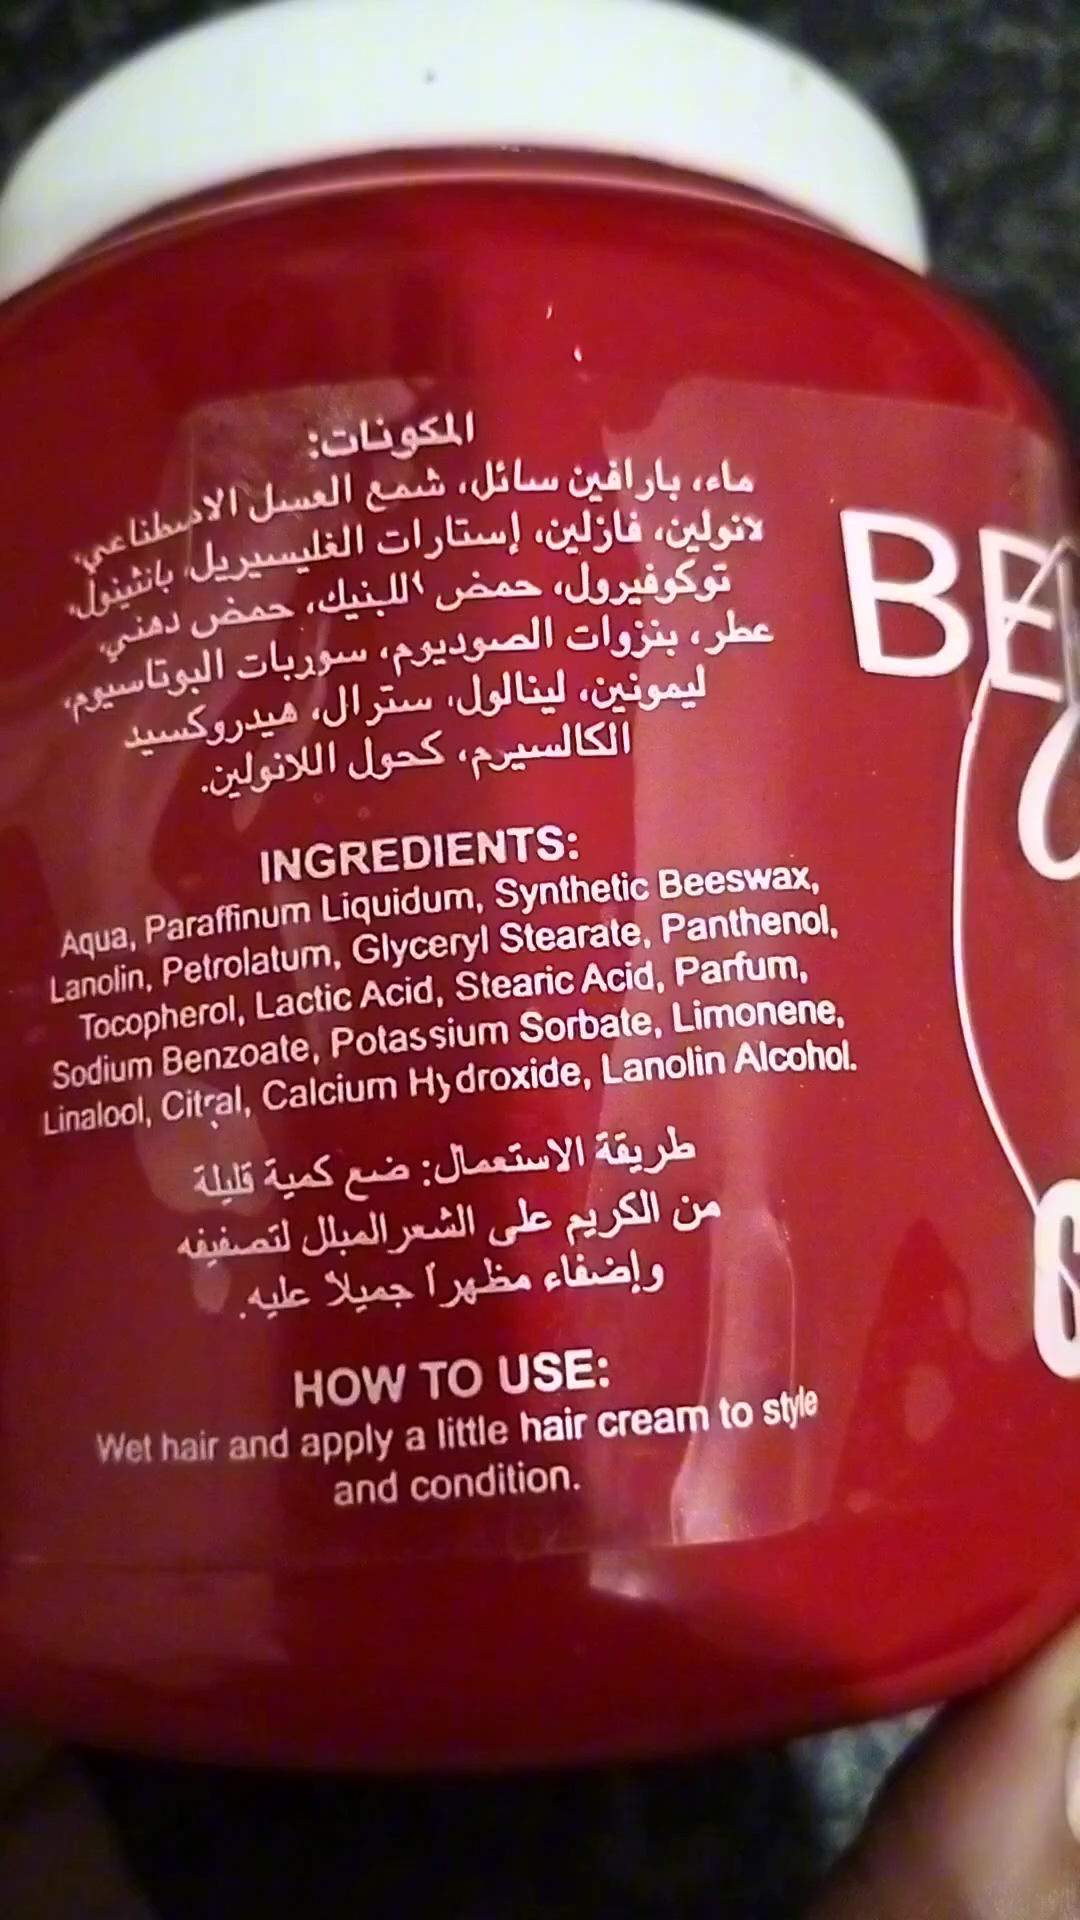 المكونات:
ماء، بارافين سائل، شمع العسل الاصطناعي،
لانولين، فازلين، إستارات الغليسيريل، بانثينول،
توكوفيرول، حمض اللبنيك، حمض دهني،
عطر، بنزوات الصوديوم، سوربات البوتاسيوم،
ليمونين، لينالول، سترال، هيدروكسيد
الكالسيرم، كحول اللانولين.
INGREDIENTS:
Aqua, Paraffinum Liquidum, Synthetic Beeswax,
Lanolin, Petrolatum, Glyceryl Stearate, Panthenol,
Tocopherol, Lactic Acid, Stearic Acid, Parfum,
Sodium Benzoate, Potassium Sorbate, Limonene,
Linalool, Citral, Calcium Hydroxide, Lanolin Alcohol.
طريقة الاستعمال: ضع كمية قليلة
من الكريم على الشعر المبلل لتصفيفه
وإضفاء مظهراً جميلا عليه.
HOW TO USE:
Wet hair and apply a little hair cream to style
and condition.
BE